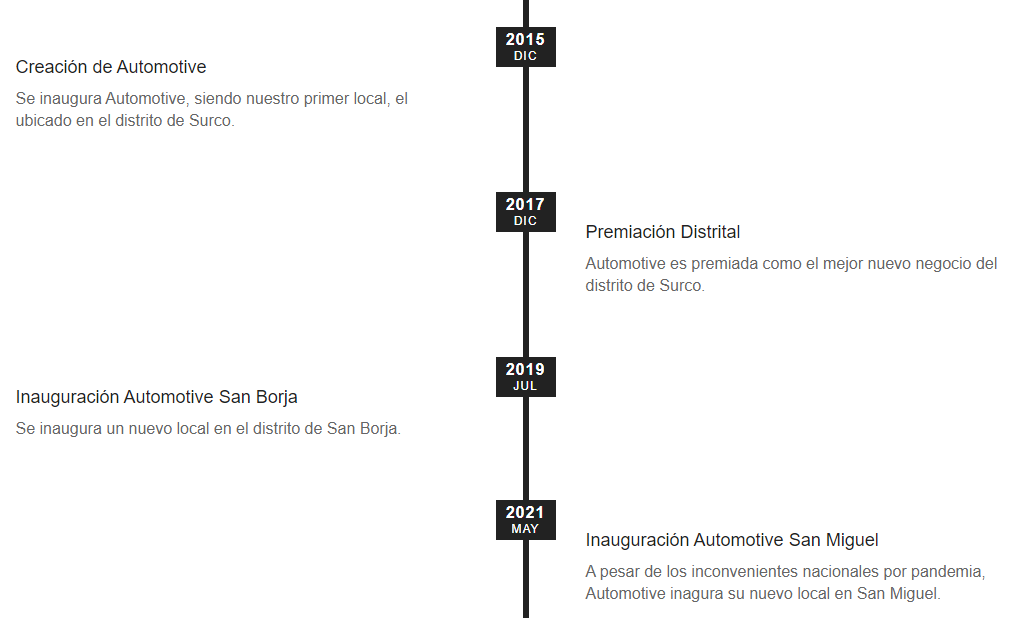 2015
DIC
Creación de Automotive
Se inaugura Automotive, siendo nuestro primer local, el
ubicado en el distrito de Surco.
2017
DIC
Premiación Distrital
Automotive es premiada como el mejor nuevo negocio del
distrito de Surco.
2019
JUL
Inauguración Automotive San Borja
Se inaugura un nuevo local en el distrito de San Borja.
2021
MAY
Inauguración Automotive San Miguel
A pesar de los inconvenientes nacionales por pandemia,
Automotive inagura su nuevo local en San Miguel.